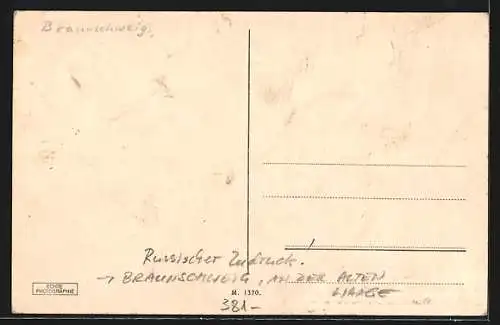 Braunschweig.
Russischer Zudruck.
→ BRAUNSCHWEIG, AN DER ALTEN
WAAGE
ECHTE
PHOTOGRAPHIE
M. 1370.
381-